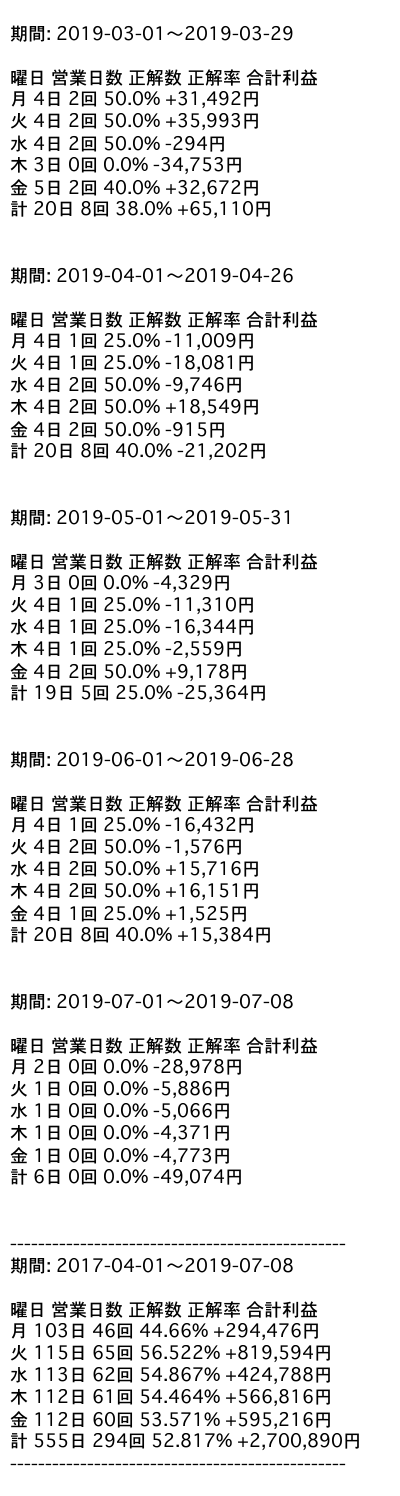 期間: 2019-03-01〜2019-03-29
曜日 営業日数 正解数 正解率 合計利益
月 4日 2回 50.0% +31,492円
火 4日 2回 50.0% +35,993円
水 4日 2回 50.0% -294円
木 3日 0回 0.0% -34,753円
金 5日 2回 40.0% +32,672円
計 20日 8回 38.0% +65,110円
期間: 2019-04-01〜2019-04-26
曜日 営業日数 正解数 正解率 合計利益
月 4日 1回 25.0% -11,009円
火 4日 1回 25.0% -18,081円
水 4日 2回 50.0% -9,746円
木 4日 2回 50.0% +18,549円
金 4日 2回 50.0% -915円
計 20日 8回 40.0% -21,202円
期間: 2019-05-01〜2019-05-31
曜日 営業日数 正解数 正解率 合計利益
月 3日 0回 0.0% -4,329円
火 4日 1回 25.0% -11,310円
水 4日 1回 25.0% -16,344円
木 4日 1回 25.0% -2,559円
金 4日 2回 50.0% +9,178円
計 19日 5回 25.0% -25,364円
期間: 2019-06-01〜2019-06-28
曜日 営業日数 正解数 正解率 合計利益
月 4日 1回 25.0% -16,432円
火 4日 2回 50.0% -1,576円
水 4日 2回 50.0% +15,716円
木 4日 2回 50.0% +16,151円
金 4日 1回 25.0% +1,525円
計 20日 8回 40.0% +15,384円
期間: 2019-07-01〜2019-07-08
曜日 営業日数 正解数 正解率 合計利益
月 2日 0回 0.0% -28,978円
火 1日 0回 0.0% -5,886円
水 1日 0回 0.0% -5,066円
木 1日 0回 0.0% -4,371円
金 1日 0回 0.0% -4,773円
計 6日 0回 0.0% -49,074円
------------------------------------------------
期間: 2017-04-01〜2019-07-08
曜日 営業日数 正解数 正解率 合計利益
月 103日 46回 44.66% +294,476円
火 115日 65回 56.522% +819,594円
水 113日 62回 54.867% +424,788円
木 112日 61回 54.464% +566,816円
金 112日 60回 53.571% +595,216円
計 555日 294回 52.817% +2,700,890円
------------------------------------------------